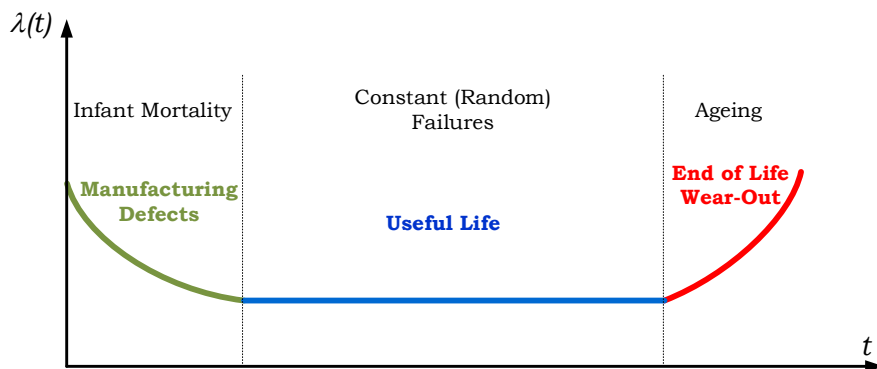 λ(t)
Infant Mortality
Constant (Random)
Failures
Ageing
Manufacturing
Defects
Useful Life
End of Life
Wear-Out
t